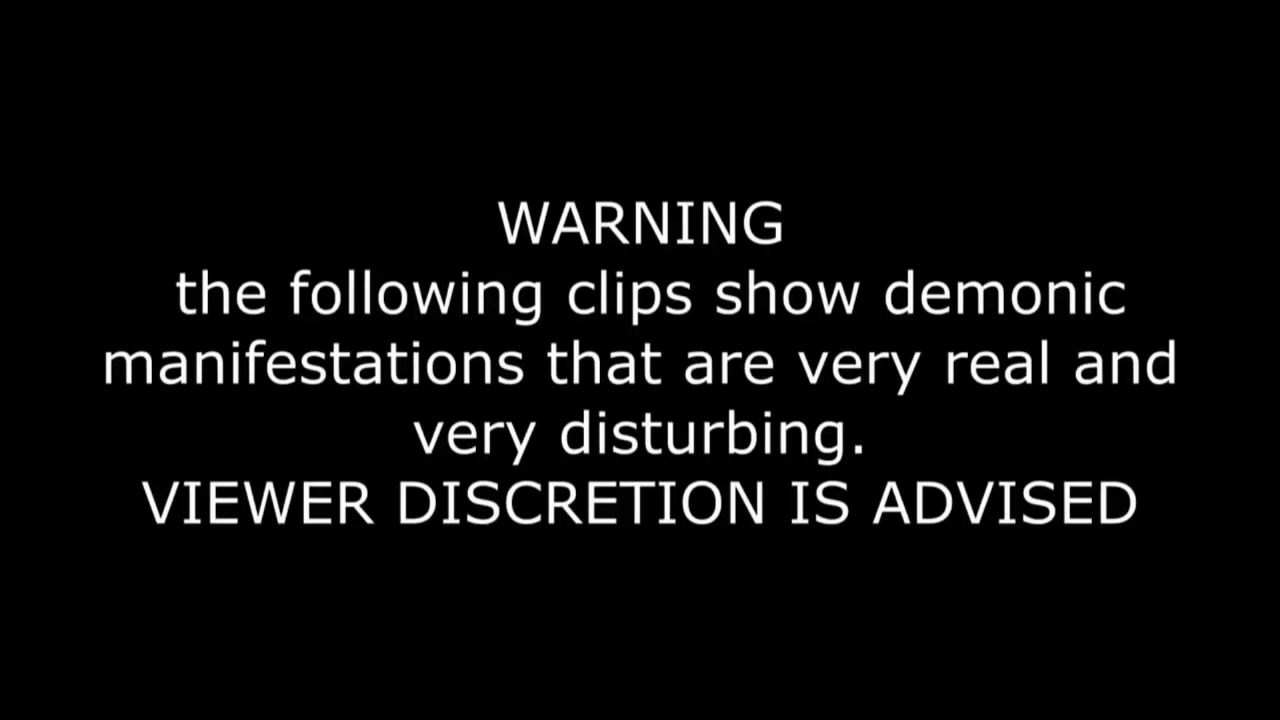 WARNING
the following clips show demonic
manifestations that are very real and
very disturbing.
VIEWER DISCRETION IS ADVISED